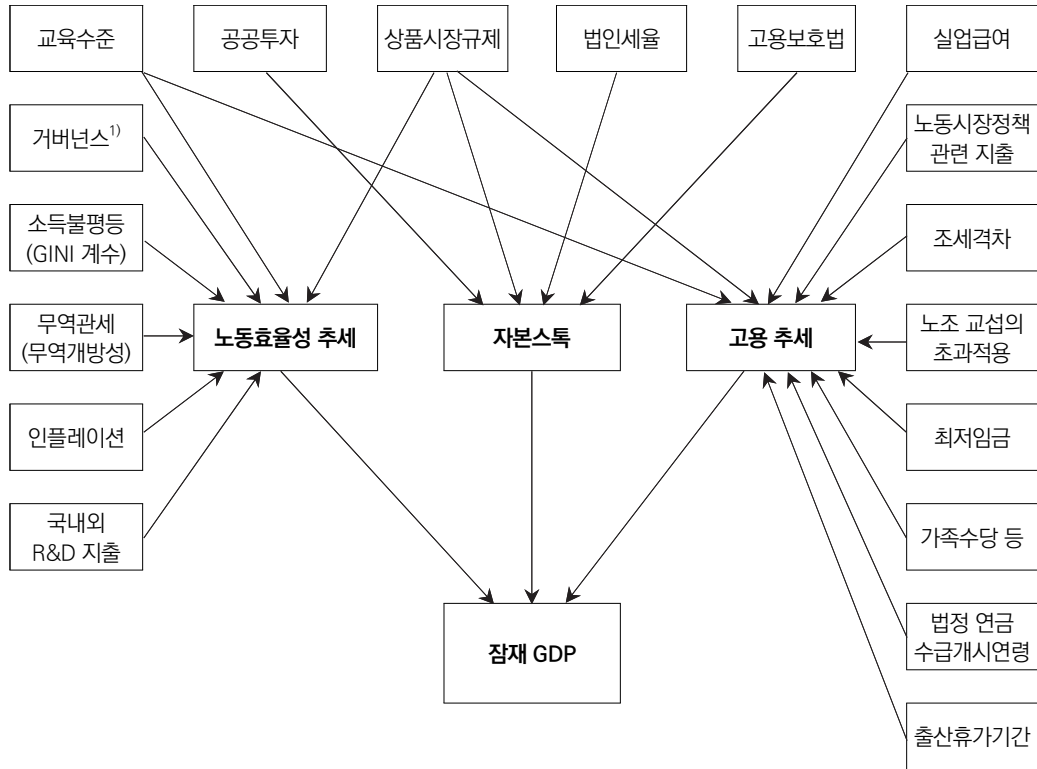 교육수준
공공투자
상품시장규제
법인세율
고용보호법
실업급여
거버넌스1)
노동시장정책
관련 지출
소득불평등
(GINI 계수)
조세격차
무역관세
(무역개방성)
노동효율성 추세
자본스톡
고용 추세
노조 교섭의
초과적용
인플레이션
최저임금
국내외
R&D 지출
가족수당 등
잠재 GDP
법정 연금
수급개시연령
출산휴가기간